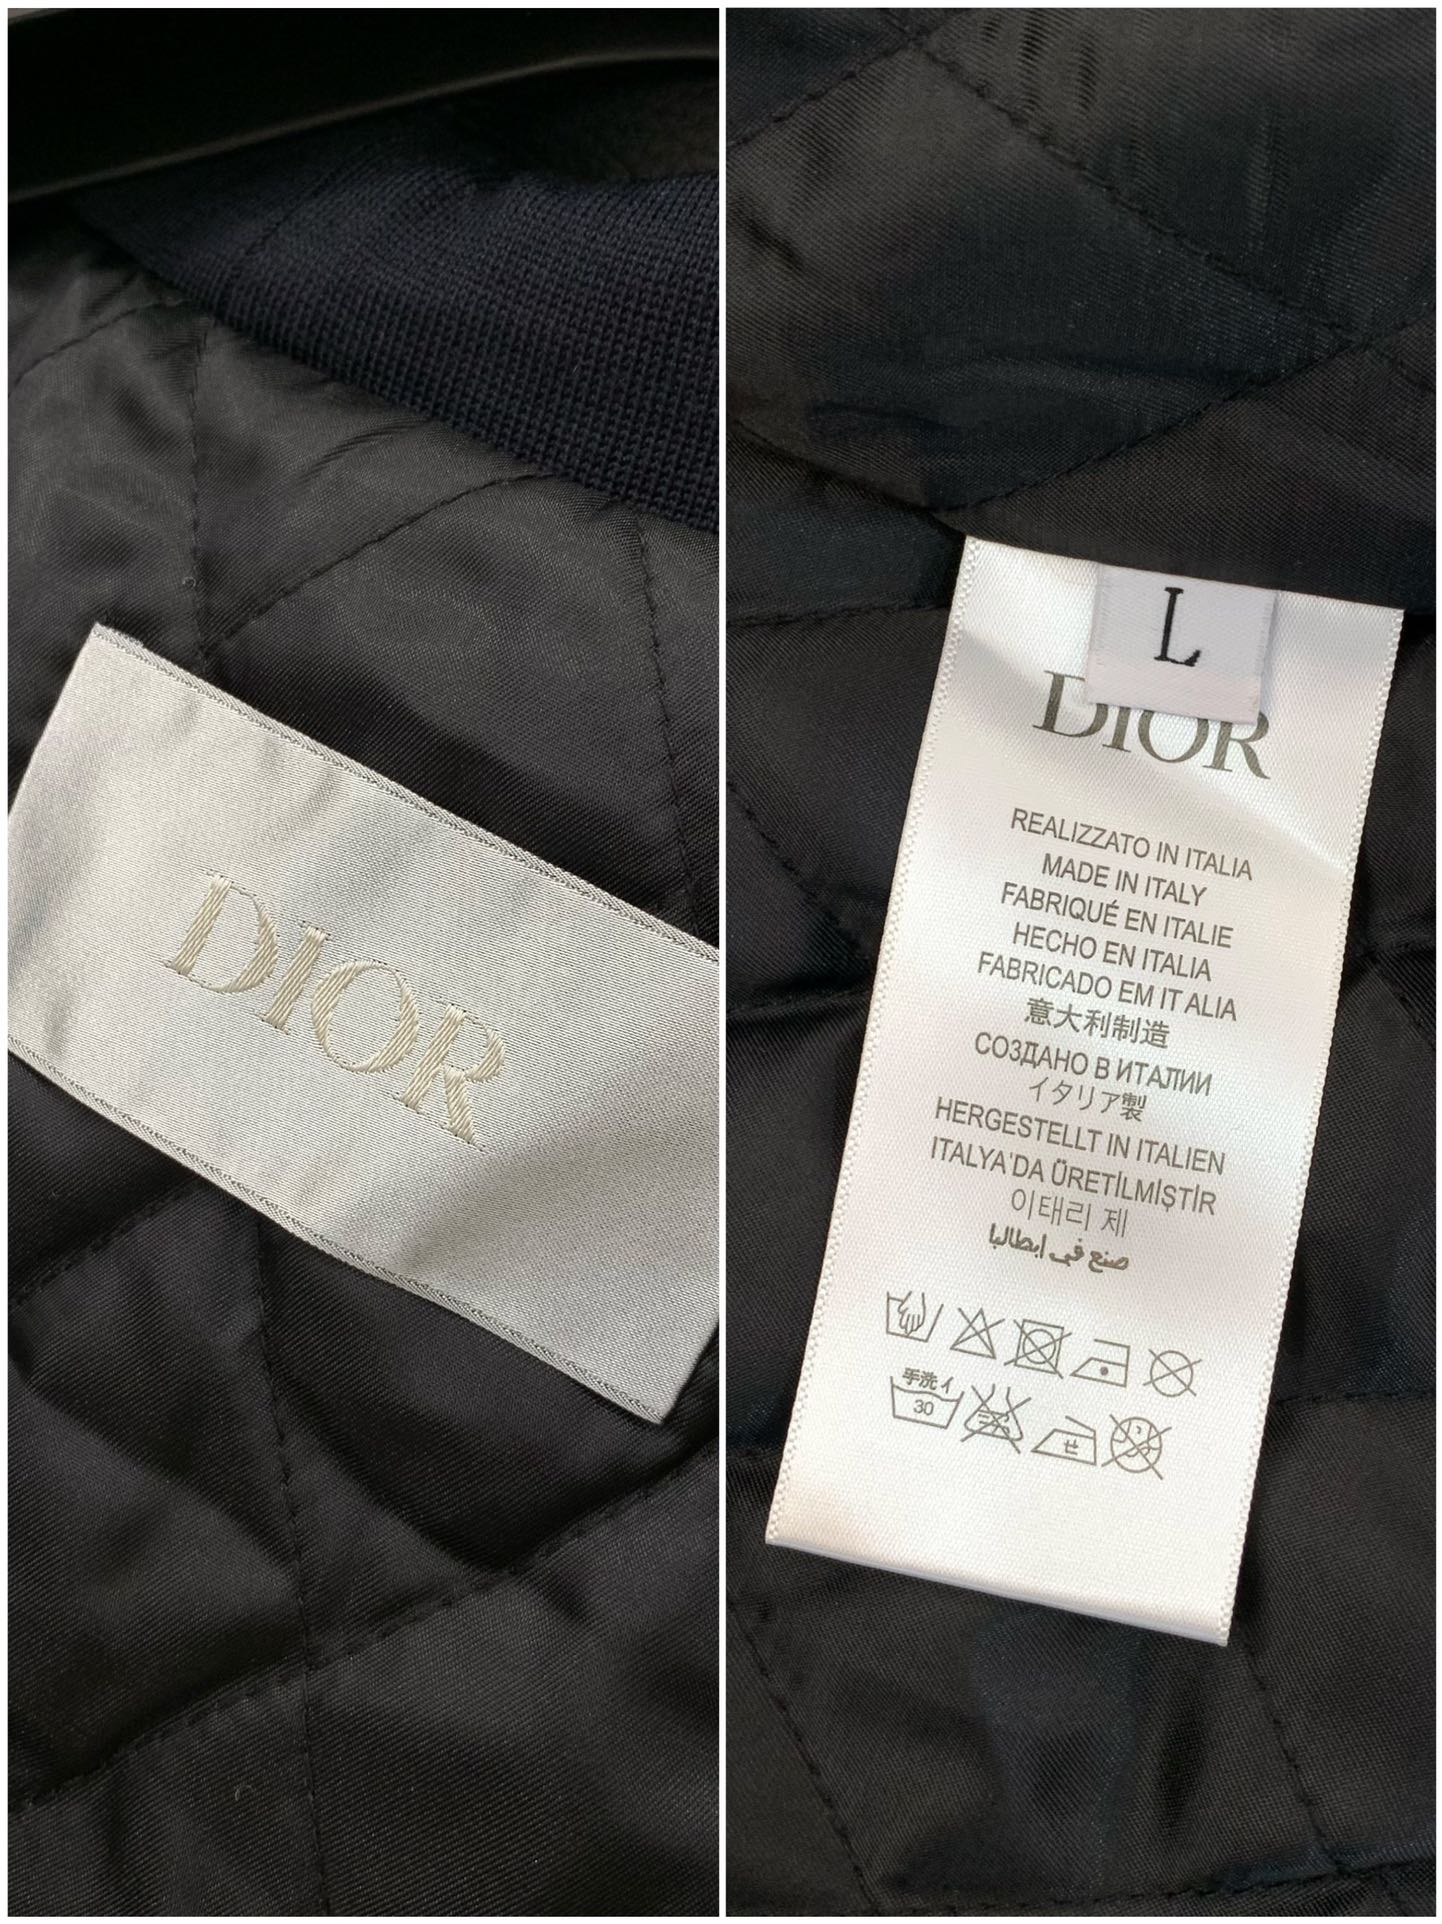 DIOR
L
DIOR
REALIZZATO IN ITALIA
MADE IN ITALY
FABRIQUÉ EN ITALIE
HECHO EN ITALIA
FABRICADO EM IT ALIA
意大利制造
СОЗДАНО В ИТАЛИИ
イタリア製
HERGESTELLT IN ITALIEN
ITALYA'DA ÜRETİLMİŞTİR
이태리 제
صنع في ايطاليا
手洗イ
30
せ